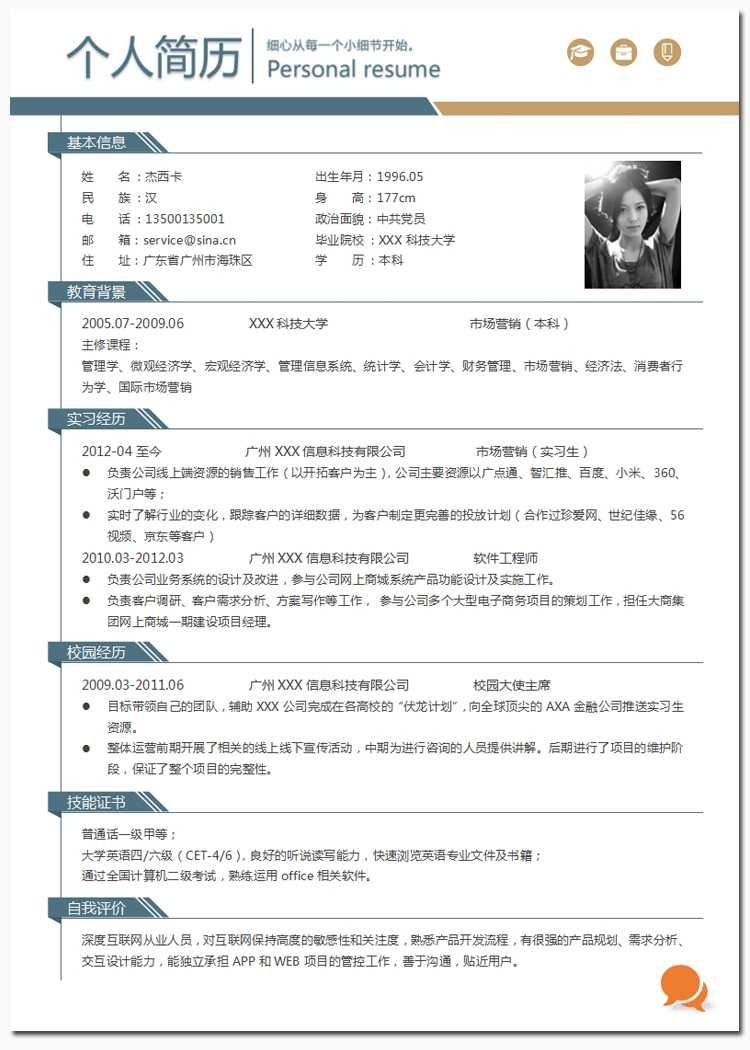 个人简历
细心从每一个小细节开始。
Personal resume
基本信息
姓 名：杰西卡 出生年月：1996.05
民 族：汉 身 高：177cm
电 话：13500135001 政治面貌：中共党员
邮 箱：service@sina.cn 毕业院校：XXX 科技大学
住 址：广东省广州市海珠区 学 历：本科
教育背景
2005.07-2009.06 XXX 科技大学 市场营销（本科）
主修课程：
管理学、微观经济学、宏观经济学、管理信息系统、统计学、会计学、财务管理、市场营销、经济法、消费者行
为学、国际市场营销
实习经历
2012-04 至今 广州 XXX 信息科技有限公司 市场营销（实习生）
● 负责公司线上端资源的销售工作（以开拓客户为主），公司主要资源以广点通、智汇推、百度、小米、360、
沃门户等；
● 实时了解行业的变化，跟踪客户的详细数据，为客户制定更完善的投放计划（合作过珍爱网、世纪佳缘、56
视频、京东等客户）
2010.03-2012.03 广州 XXX 信息科技有限公司 软件工程师
● 负责公司业务系统的设计及改进，参与公司网上商城系统产品功能设计及实施工作。
● 负责客户调研、客户需求分析、方案写作等工作， 参与公司多个大型电子商务项目的策划工作，担任大商集
团网上商城一期建设项目经理。
校园经历
2009.03-2011.06 广州 XXX 信息科技有限公司 校园大使主席
● 目标带领自己的团队，辅助 XXX 公司完成在各高校的“伏龙计划”，向全球顶尖的 AXA 金融公司推送实习生
资源。
● 整体运营前期开展了相关的线上线下宣传活动，中期为进行咨询的人员提供讲解。后期进行了项目的维护阶
段，保证了整个项目的完整性。
技能证书
普通话一级甲等；
大学英语四/六级（CET-4/6），良好的听说读写能力，快速浏览英语专业文件及书籍；
通过全国计算机二级考试，熟练运用 office 相关软件。
自我评价
深度互联网从业人员，对互联网保持高度的敏感性和关注度，熟悉产品开发流程，有很强的产品规划、需求分析、
交互设计能力，能独立承担 APP 和 WEB 项目的管控工作，善于沟通，贴近用户。